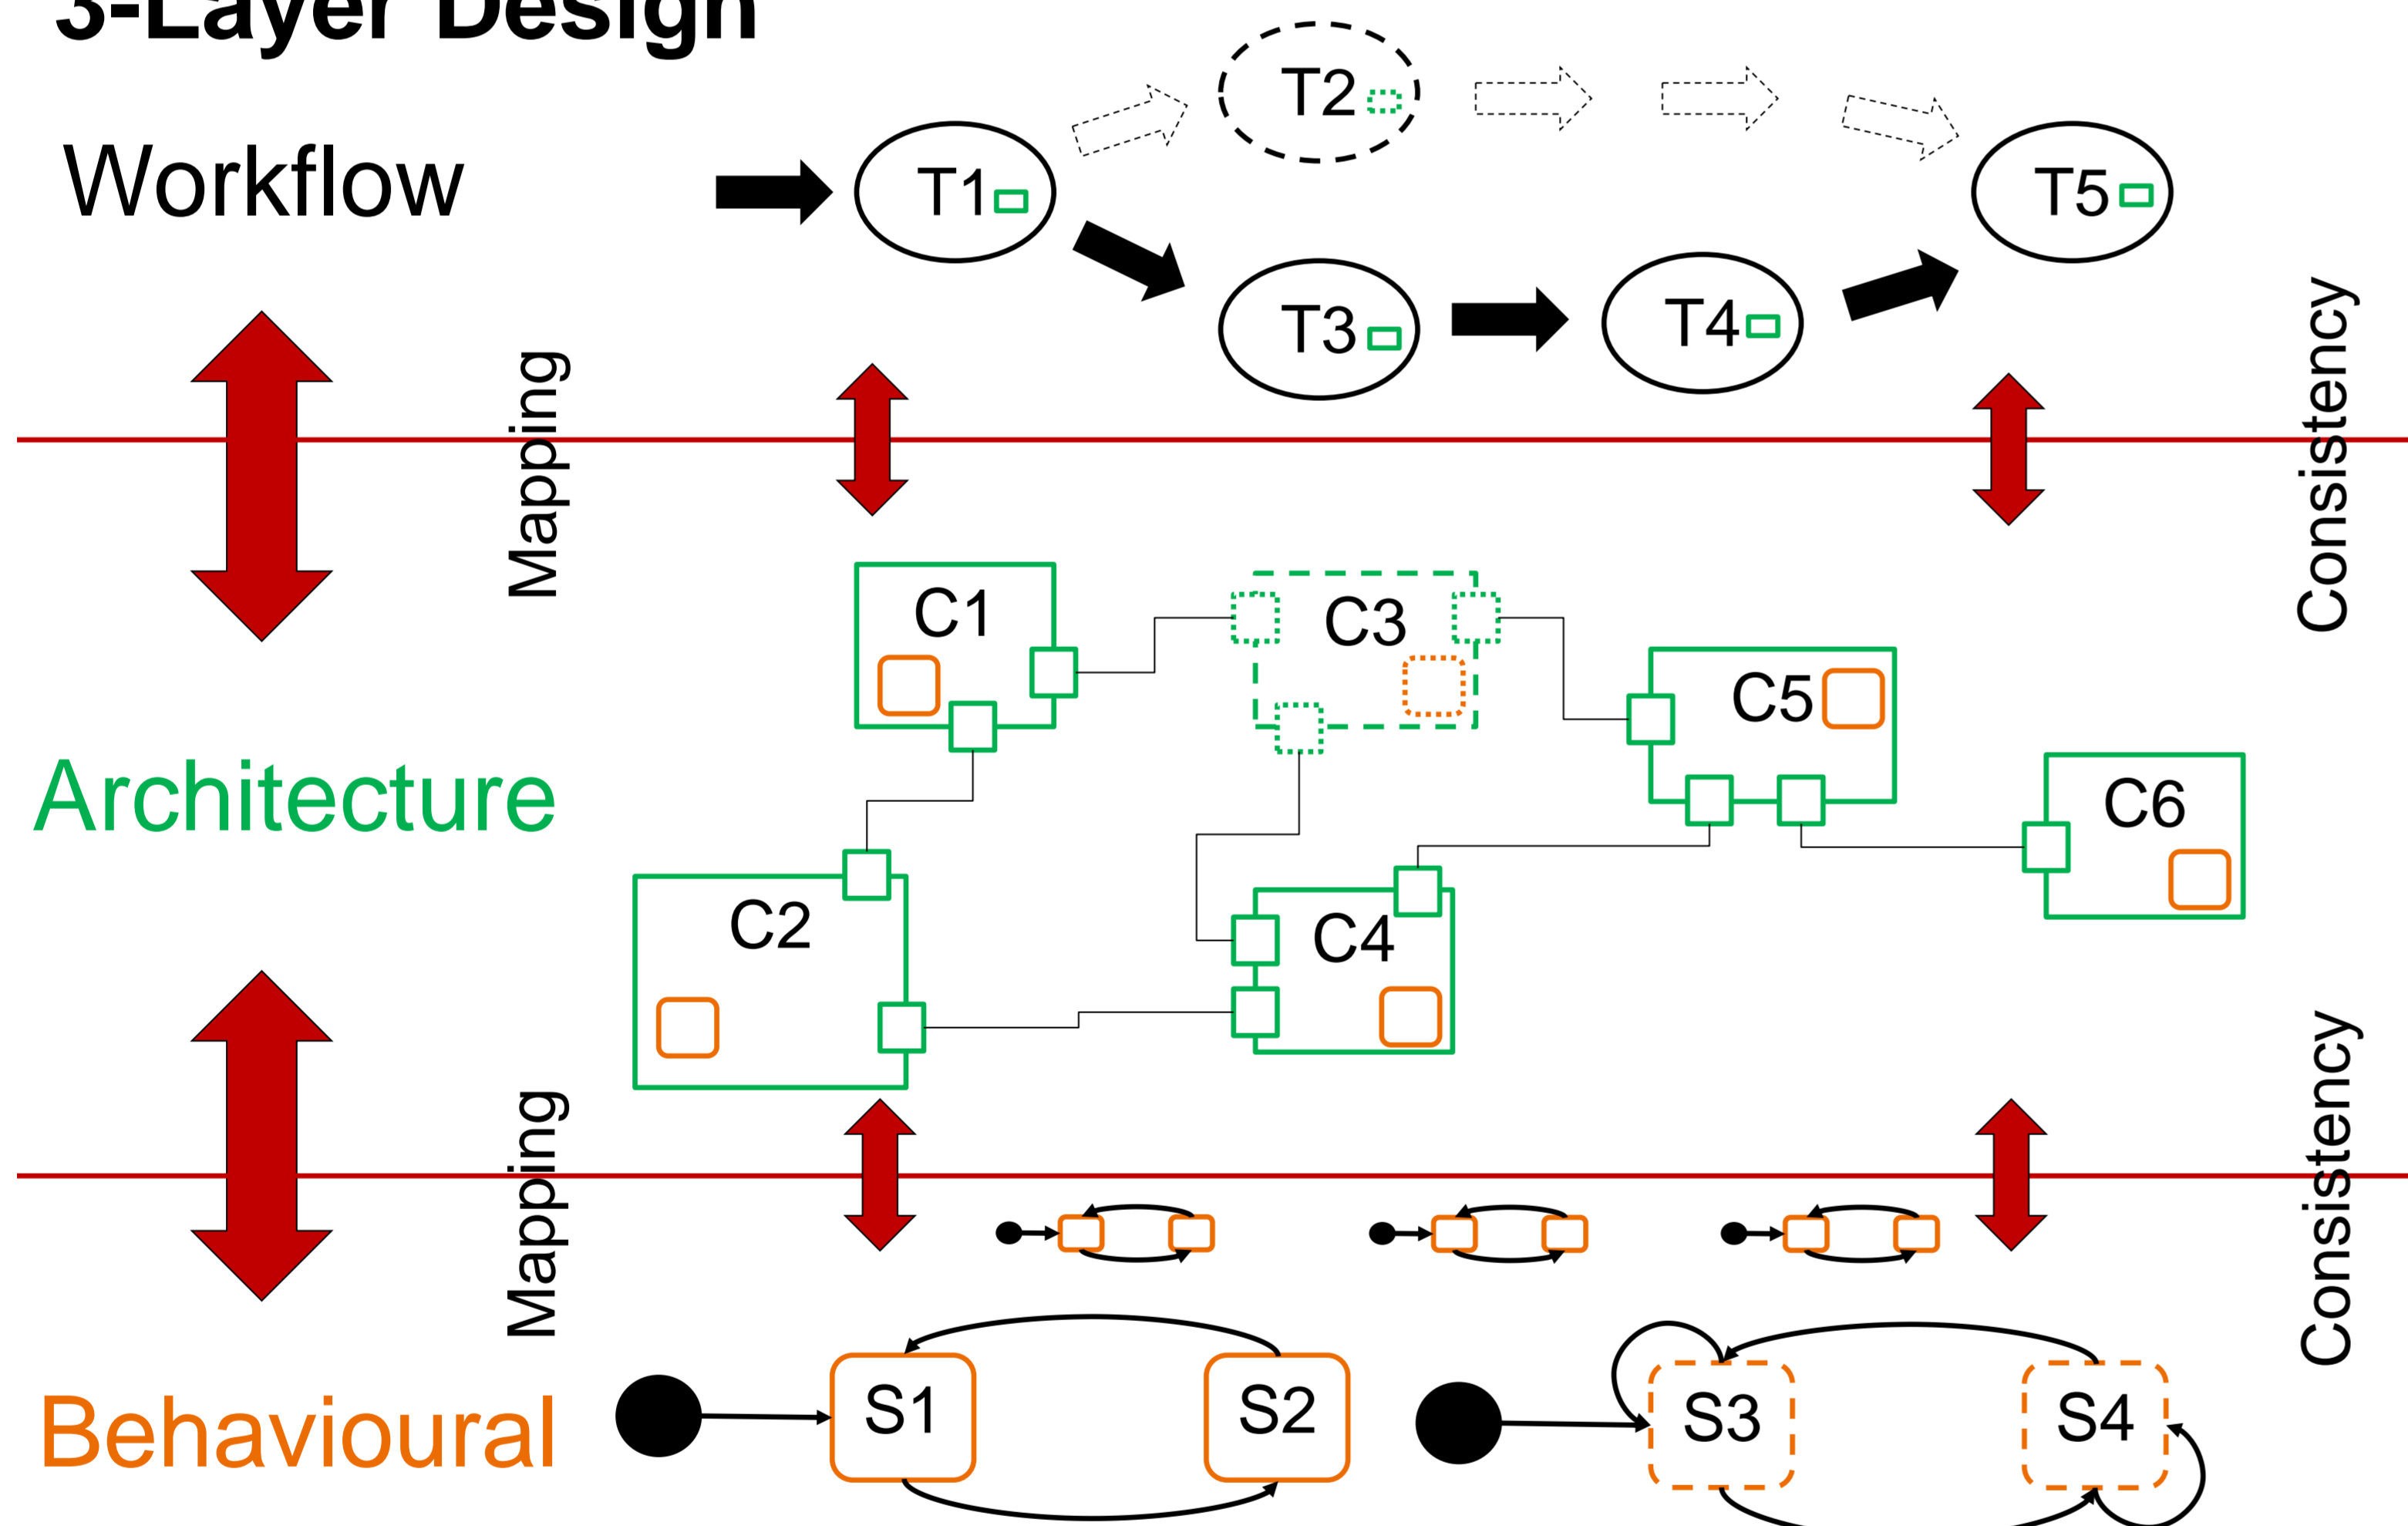 3-Layer Design
Workflow
T1
T2
T3
T4
T5
Mapping
Consistency
Architecture
C1
C2
C3
C4
C5
C6
Mapping
Consistency
Behavioural
S1
S2
S3
S4